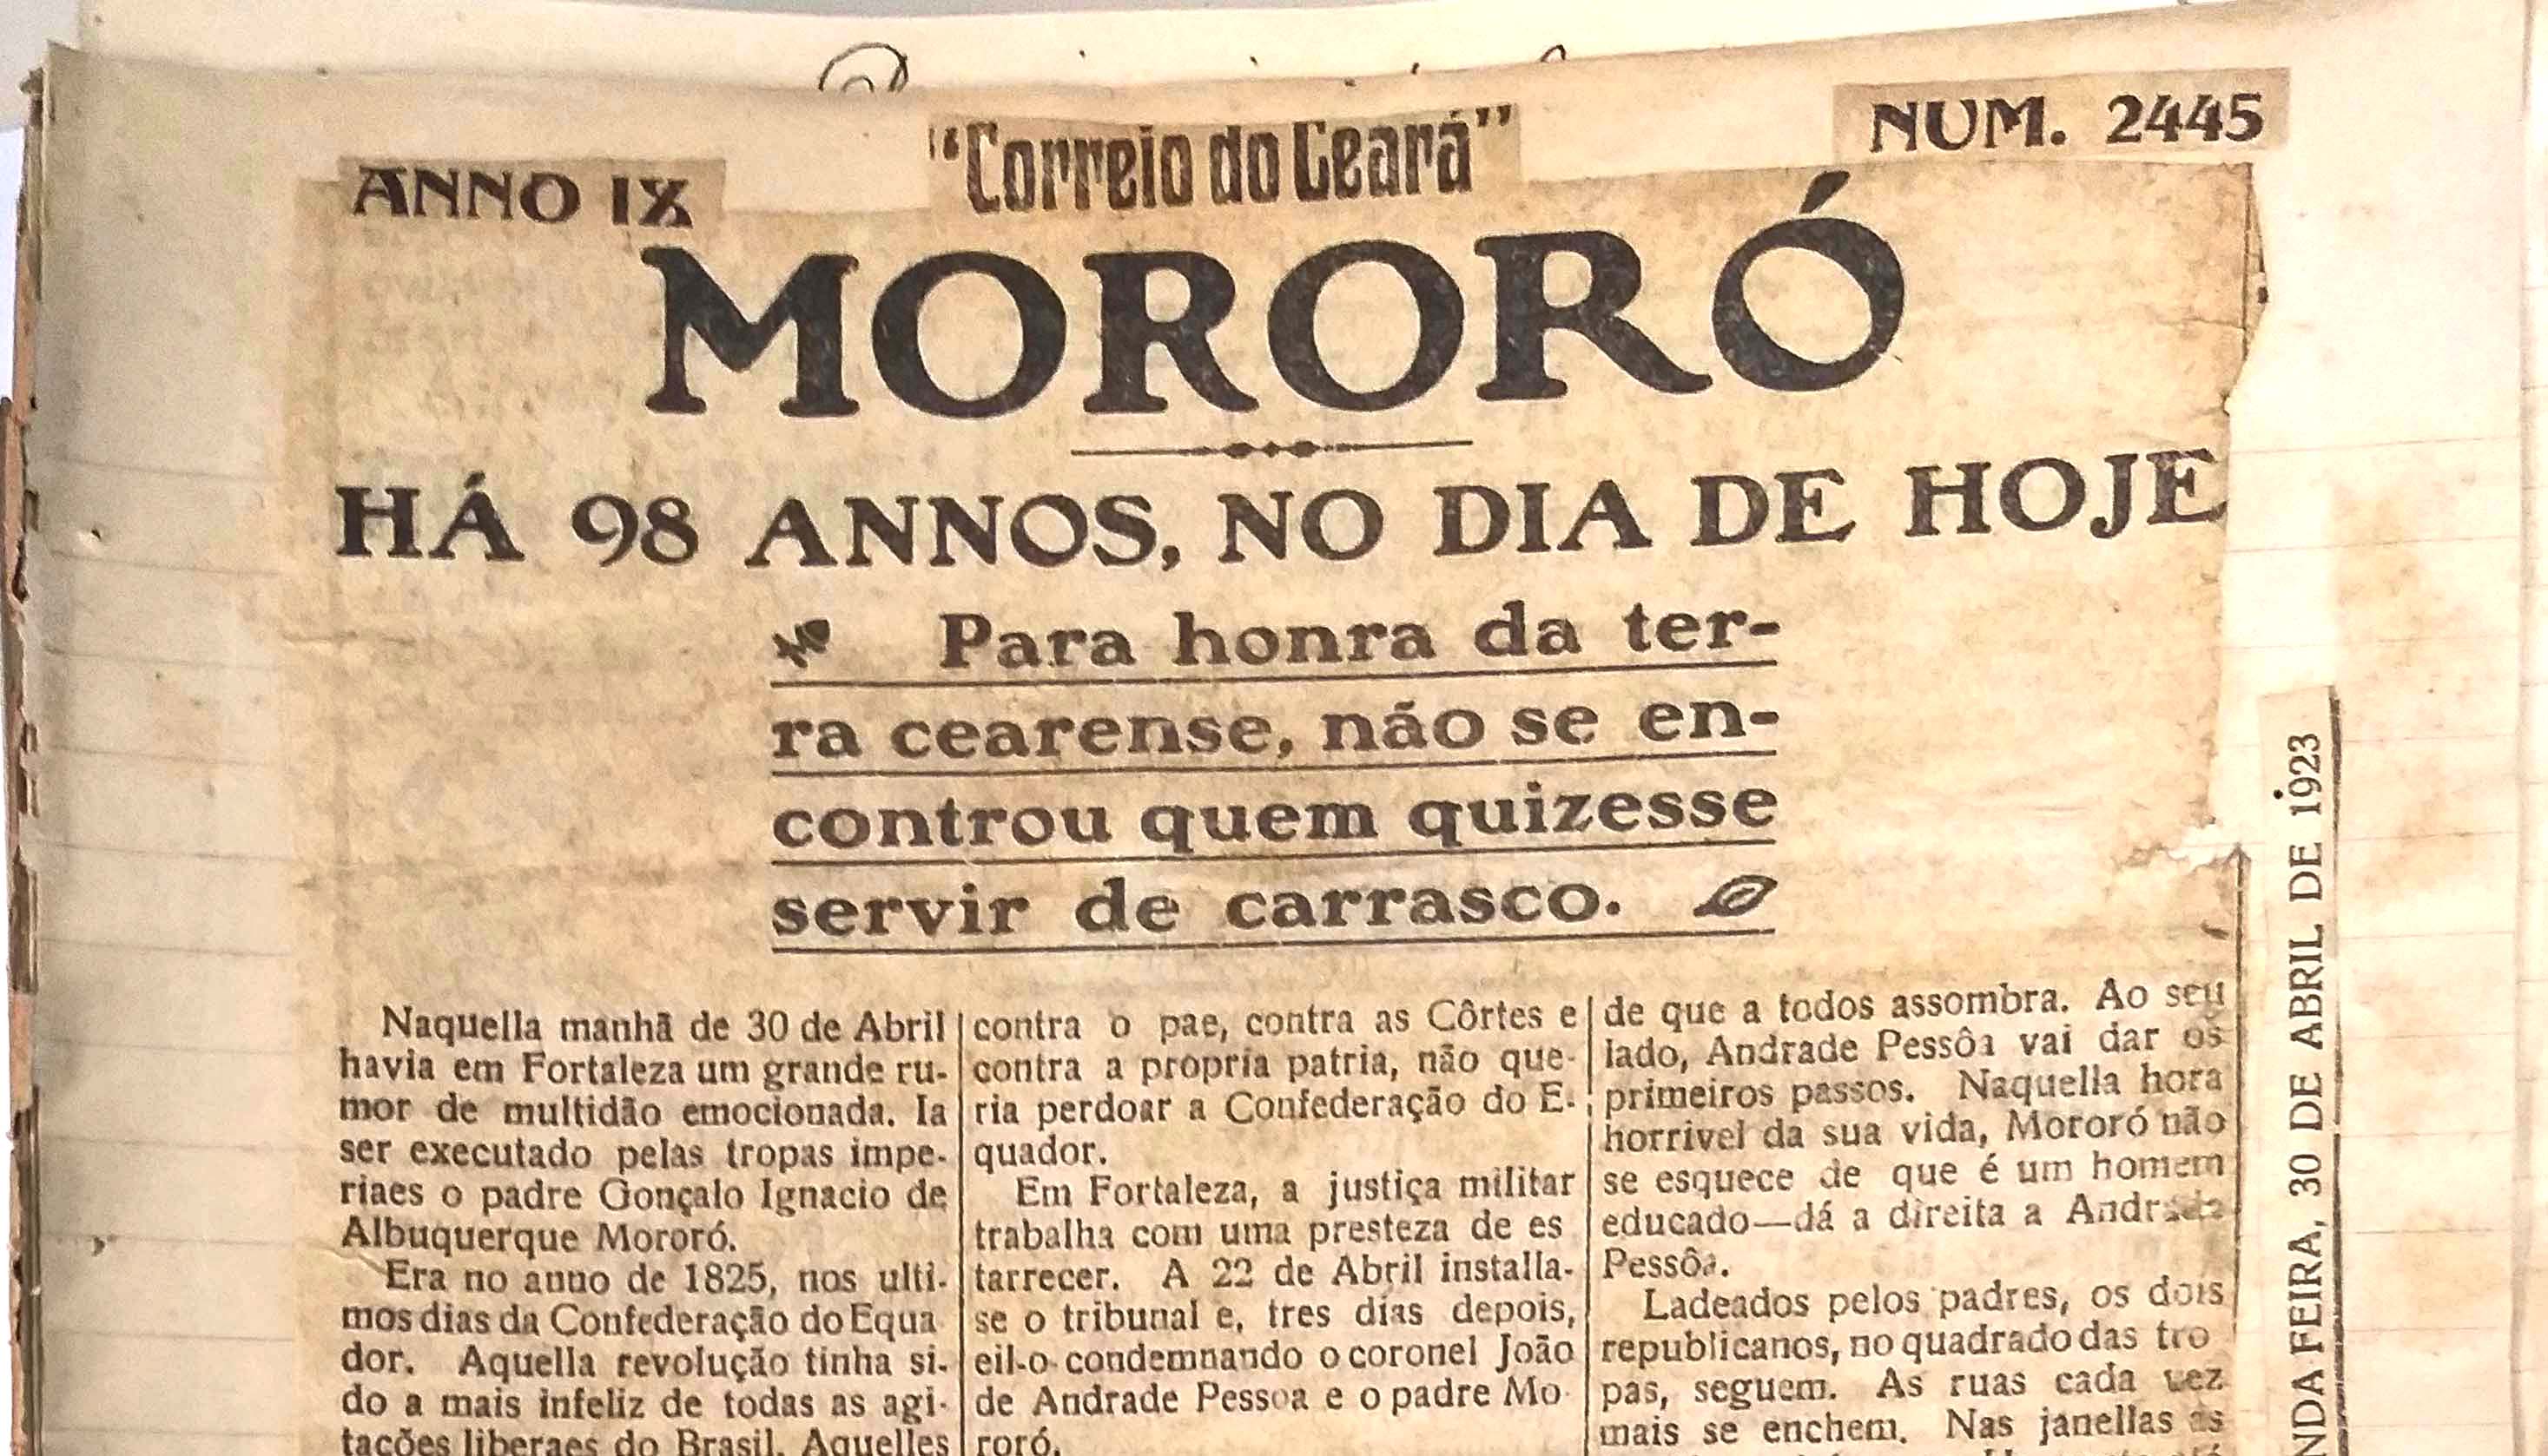 ANNO IX
"Correio do Ceará"
NUM. 2445
MORORÓ
HÁ 98 ANNOS, NO DIA DE HOJE
Para honra da ter-
ra cearense, não se en-
controu quem quizesse
servir de carrasco.
Naquella manhã de 30 de Abril
havia em Fortaleza um grande ru-
mor de multidão emocionada. Ia
ser executado pelas tropas impe-
riaes o padre Gonçalo Ignacio de
Albuquerque Mororó.
Era no anno de 1825, nos ulti-
mos dias da Confederação do Equa
dor. Aquella revolução tinha si-
do a mais infeliz de todas as agi-
tações liberaes do Brasil. Aquelles
contra o pae, contra as Côrtes e
contra a propria patria, não que-
ria perdoar a Confederação do E-
quador.
Em Fortaleza, a justiça militar
trabalha com uma presteza de es
tarrecer. A 22 de Abril installa-
se o tribunal e, tres dias depois,
eil-o condemnando o coronel João
de Andrade Pessoa e o padre Mo-
roró.
de que a todos assombra. Ao seu
lado, Andrade Pessôa vai dar os
primeiros passos. Naquella hora
horrivel da sua vida, Mororó não
se esquece de que é um homem
educado—dá a direita a Andrade
Pessôa.
Ladeados pelos padres, os dois
republicanos, no quadrado das tro
pas, seguem. As ruas cada vez
mais se enchem. Nas janellas as
NDA FEIRA, 30 DE ABRIL DE 1923